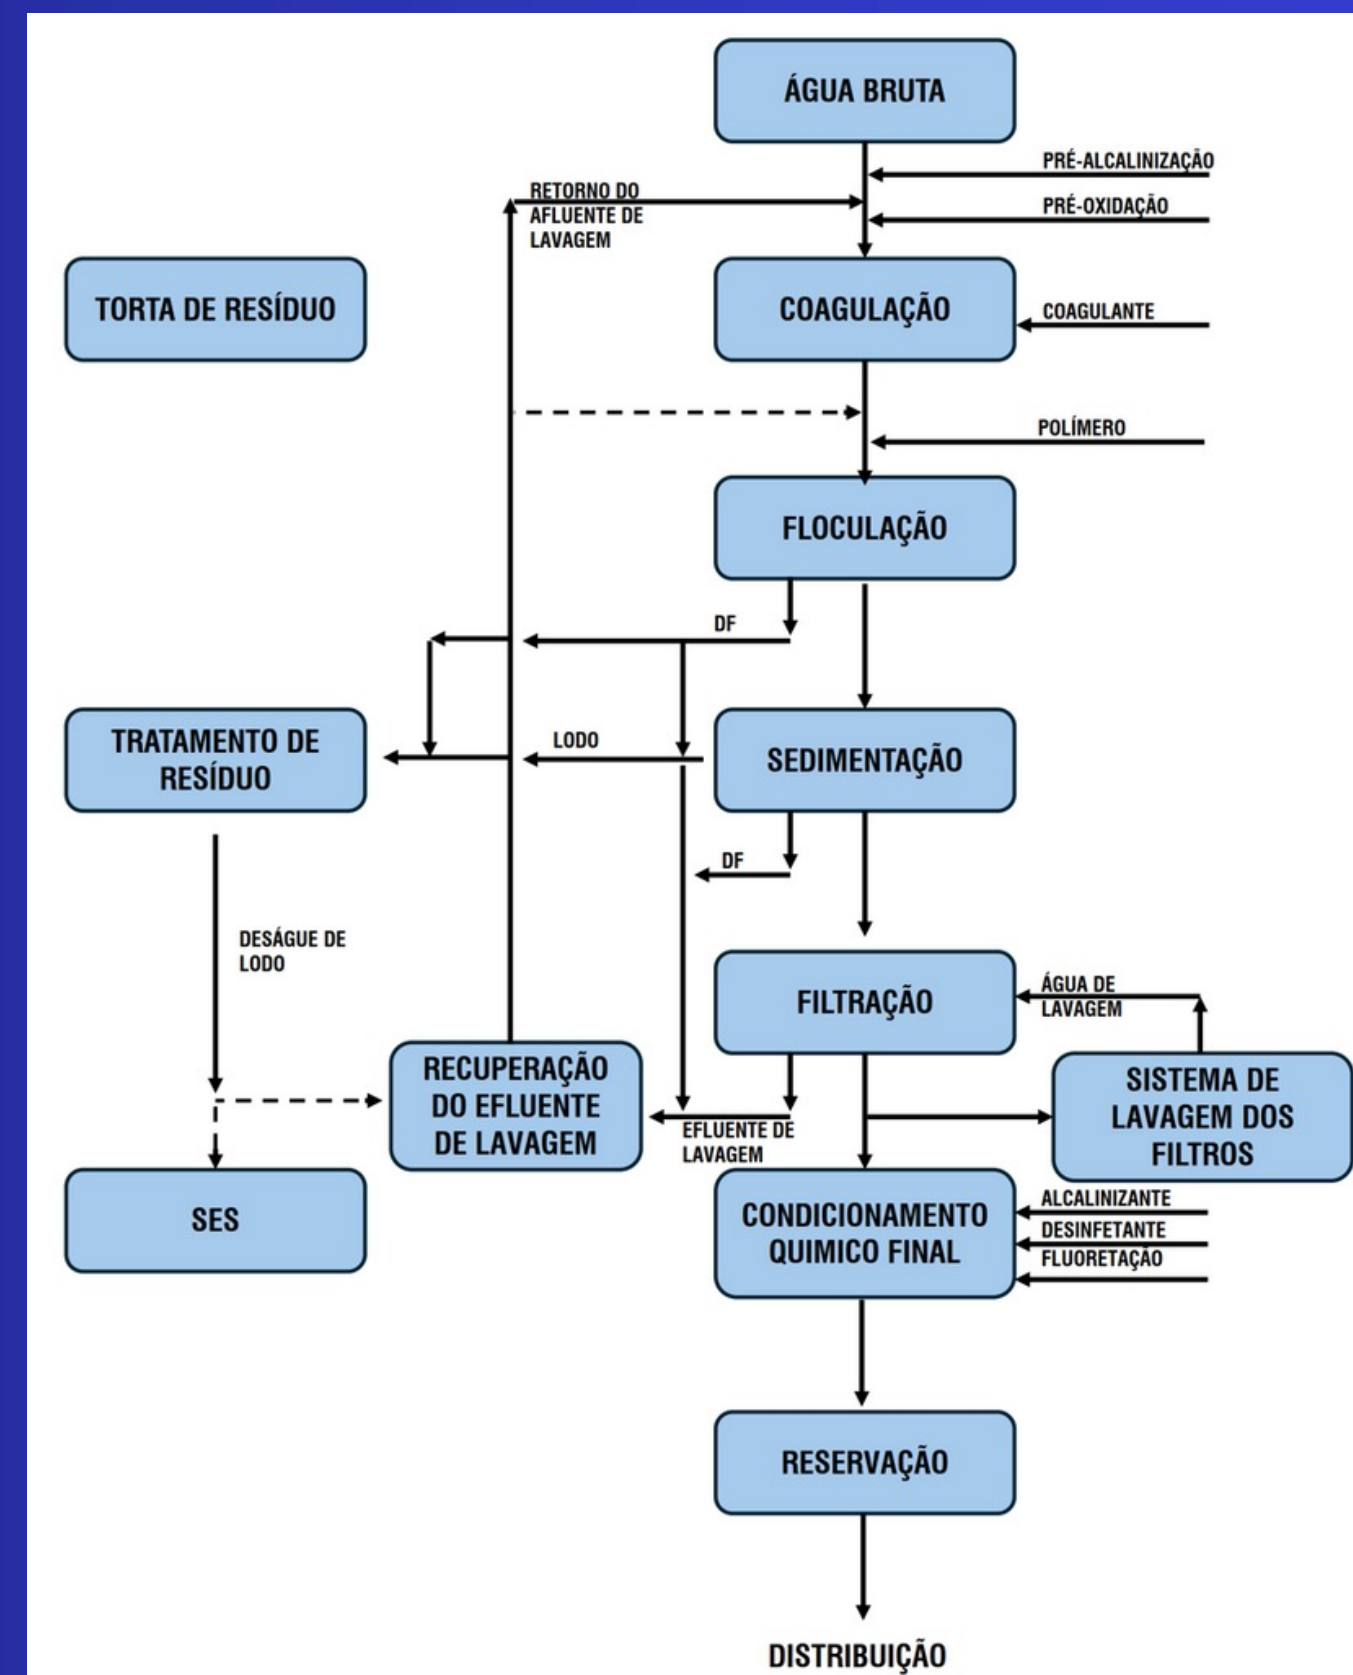 ÁGUA BRUTA
PRÉ-ALCALINIZAÇÃO
RETORNO DO
AFLUENTE DE
LAVAGEM
PRÉ-OXIDAÇÃO
TORTA DE RESÍDUO
COAGULAÇÃO
COAGULANTE
POLÍMERO
FLOCULAÇÃO
DF
TRATAMENTO DE
RESÍDUO
LODO
SEDIMENTAÇÃO
DF
DESÁGUE DE
LODO
FILTRAÇÃO
ÁGUA DE
LAVAGEM
RECUPERAÇÃO
DO EFLUENTE
DE LAVAGEM
EFLUENTE DE
LAVAGEM
SISTEMA DE
LAVAGEM DOS
FILTROS
SES
CONDICIONAMENTO
QUIMICO FINAL
ALCALINIZANTE
DESINFETANTE
FLUORETAÇÃO
RESERVAÇÃO
DISTRIBUIÇÃO